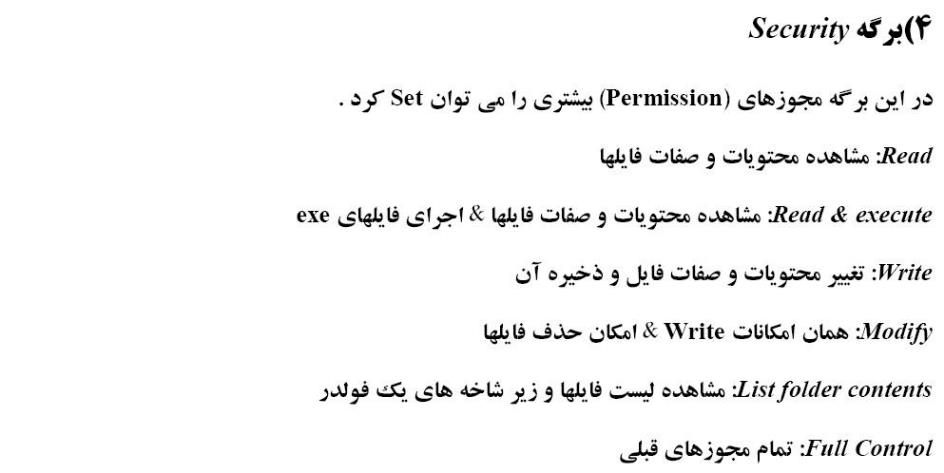 ۴)برگه Security
در این برگه مجوزهای (Permission) بیشتری را می توان Set کرد .
Read: مشاهده محتویات و صفات فایلها
Read & execute: مشاهده محتویات و صفات فایلها & اجرای فایلهای exe
Write: تغییر محتویات و صفات فایل و ذخیره آن
Modify: همان امکانات Write & امکان حذف فایلها
List folder contents: مشاهده لیست فایلها و زیر شاخه های یک فولدر
Full Control: تمام مجوزهای قبلی